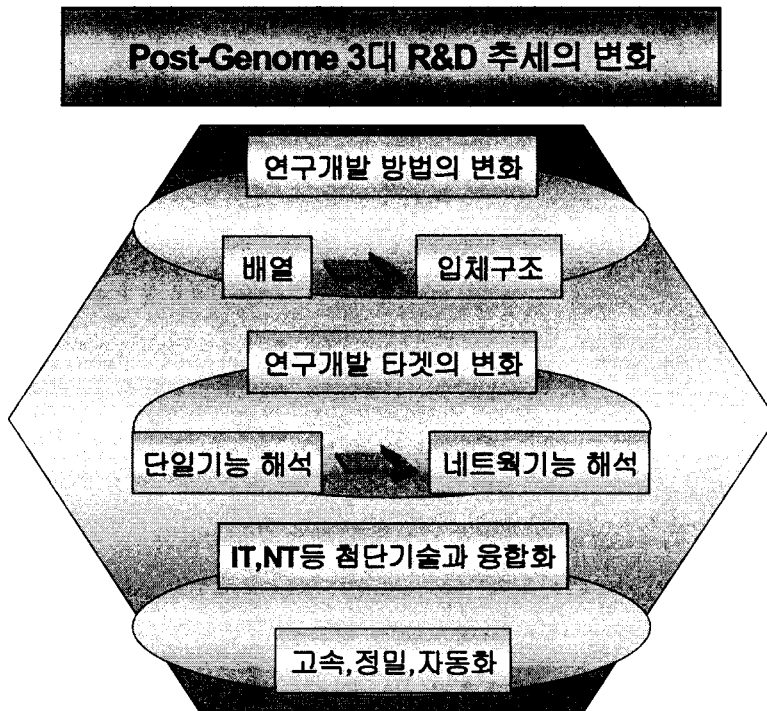 Post-Genome 3대 R&D 추세의 변화
연구개발 방법의 변화
배열
입체구조
연구개발 타겟의 변화
단일기능 해석
네트웍기능 해석
IT,NT등 첨단기술과 융합화
고속,정밀,자동화